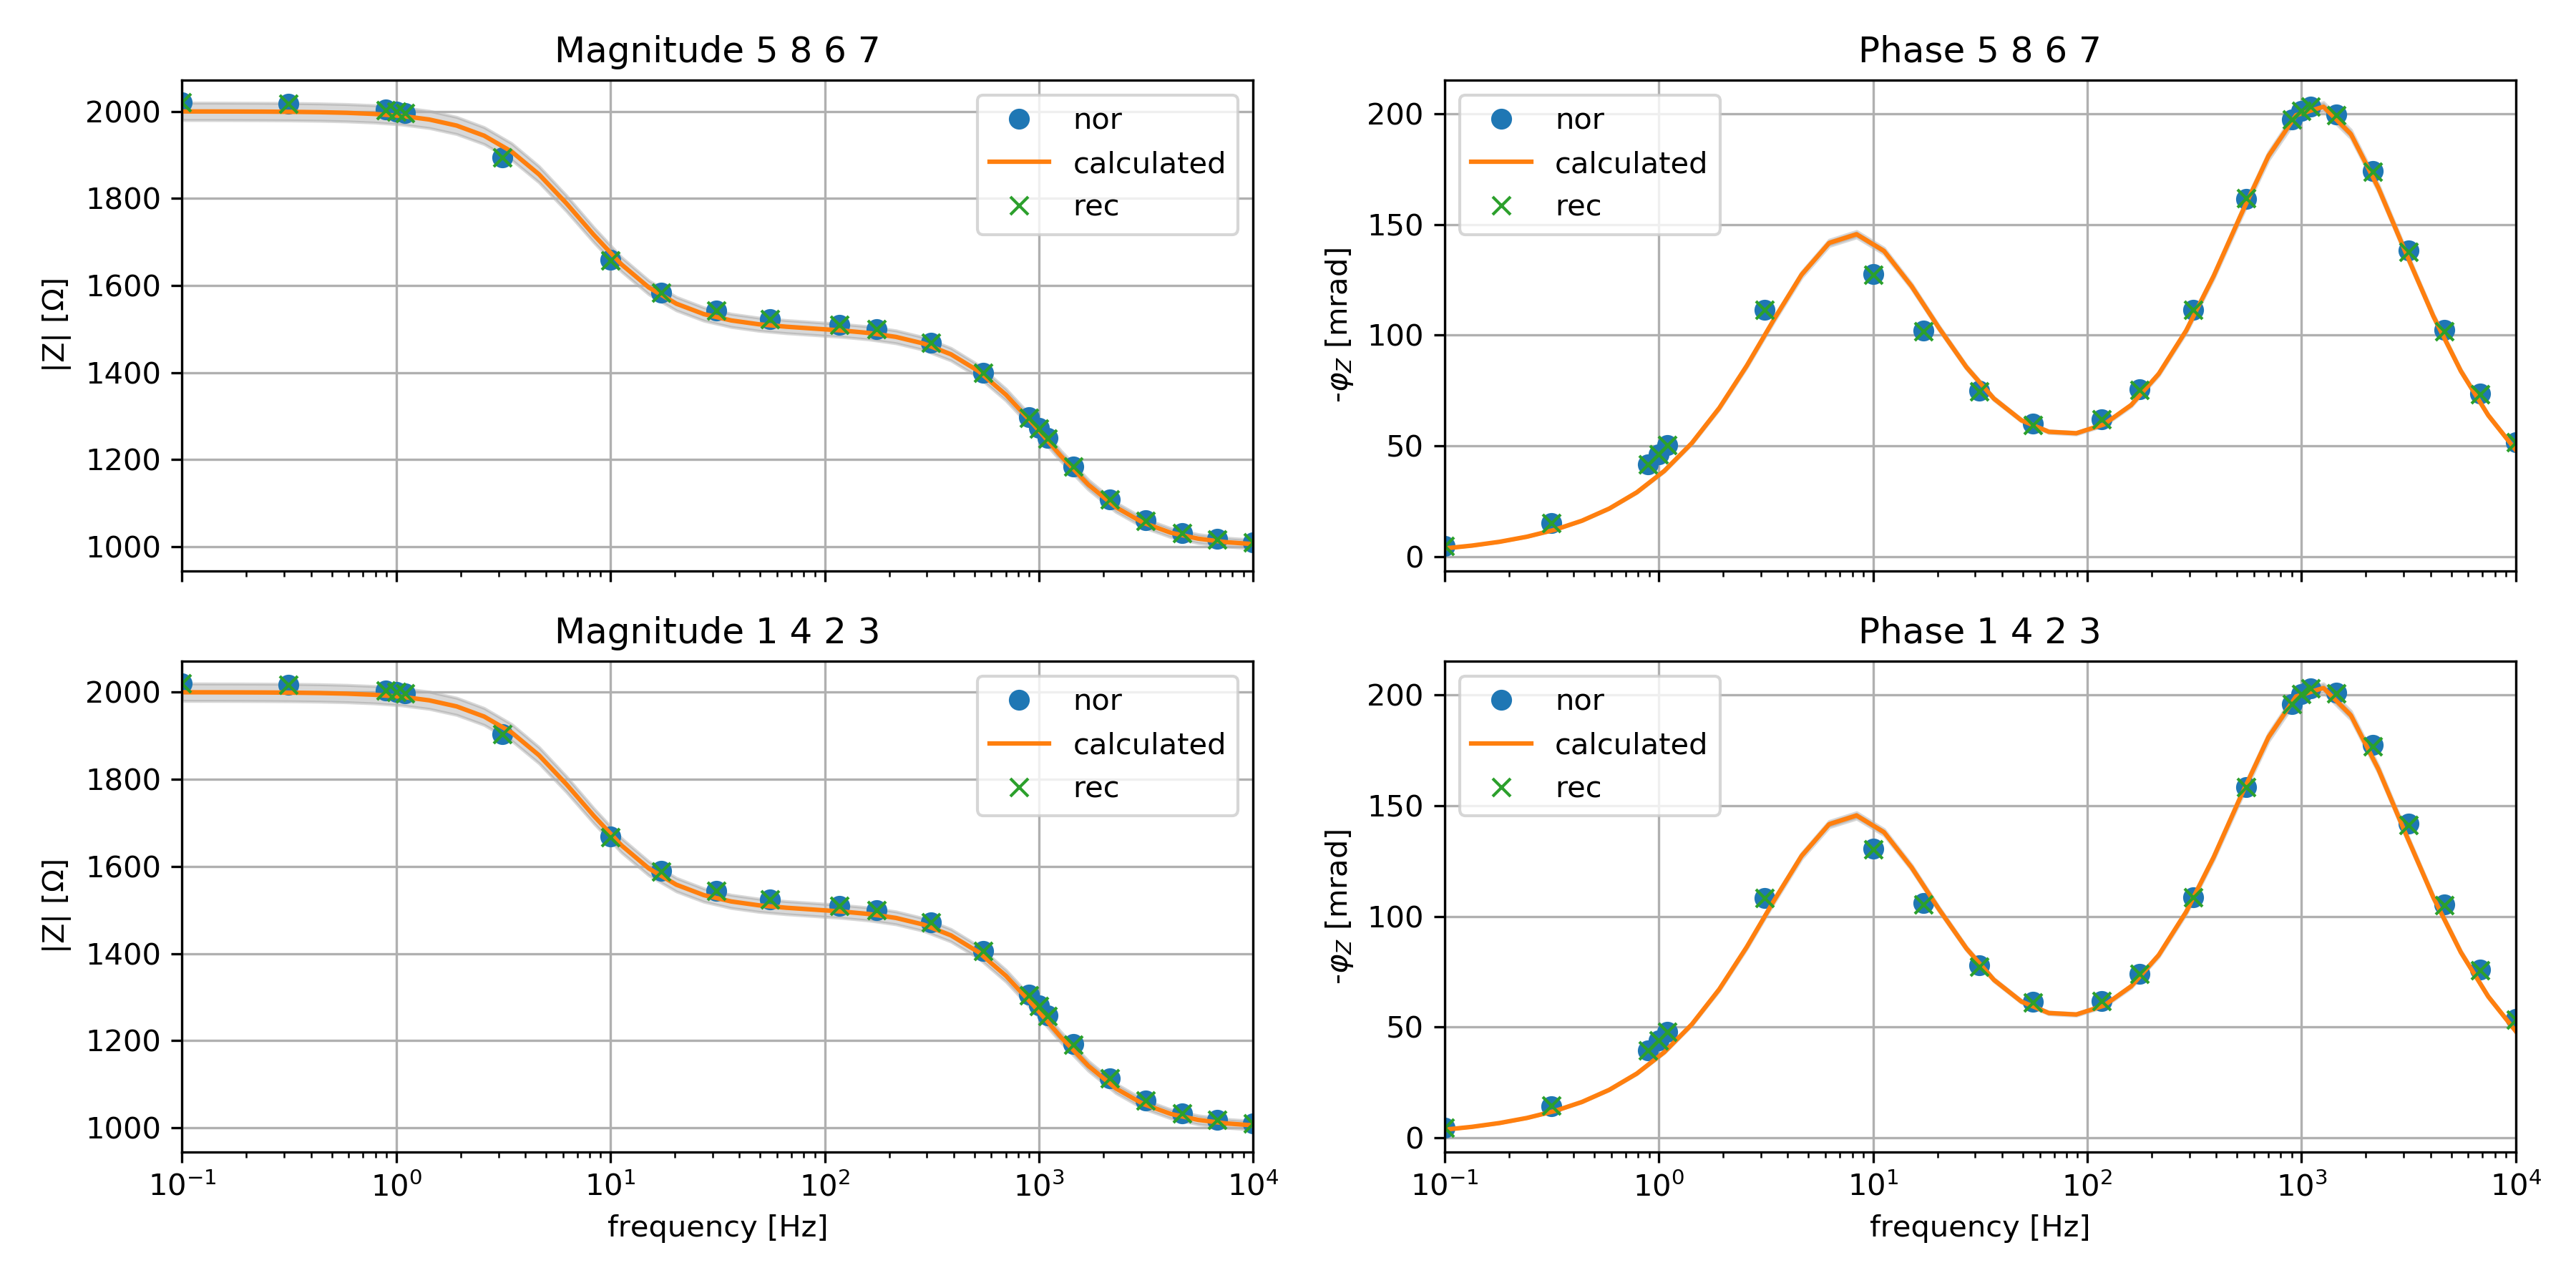 Magnitude 5 8 6 7
|Z| [Ω]
2000
1800
1600
1400
1200
1000
nor
calculated
rec
Phase 5 8 6 7
-φ_Z [mrad]
200
150
100
50
0
nor
calculated
rec
Magnitude 1 4 2 3
|Z| [Ω]
2000
1800
1600
1400
1200
1000
nor
calculated
rec
10⁻¹ 10⁰ 10¹ 10² 10³ 10⁴
frequency [Hz]
Phase 1 4 2 3
-φ_Z [mrad]
200
150
100
50
0
nor
calculated
rec
10⁻¹ 10⁰ 10¹ 10² 10³ 10⁴
frequency [Hz]